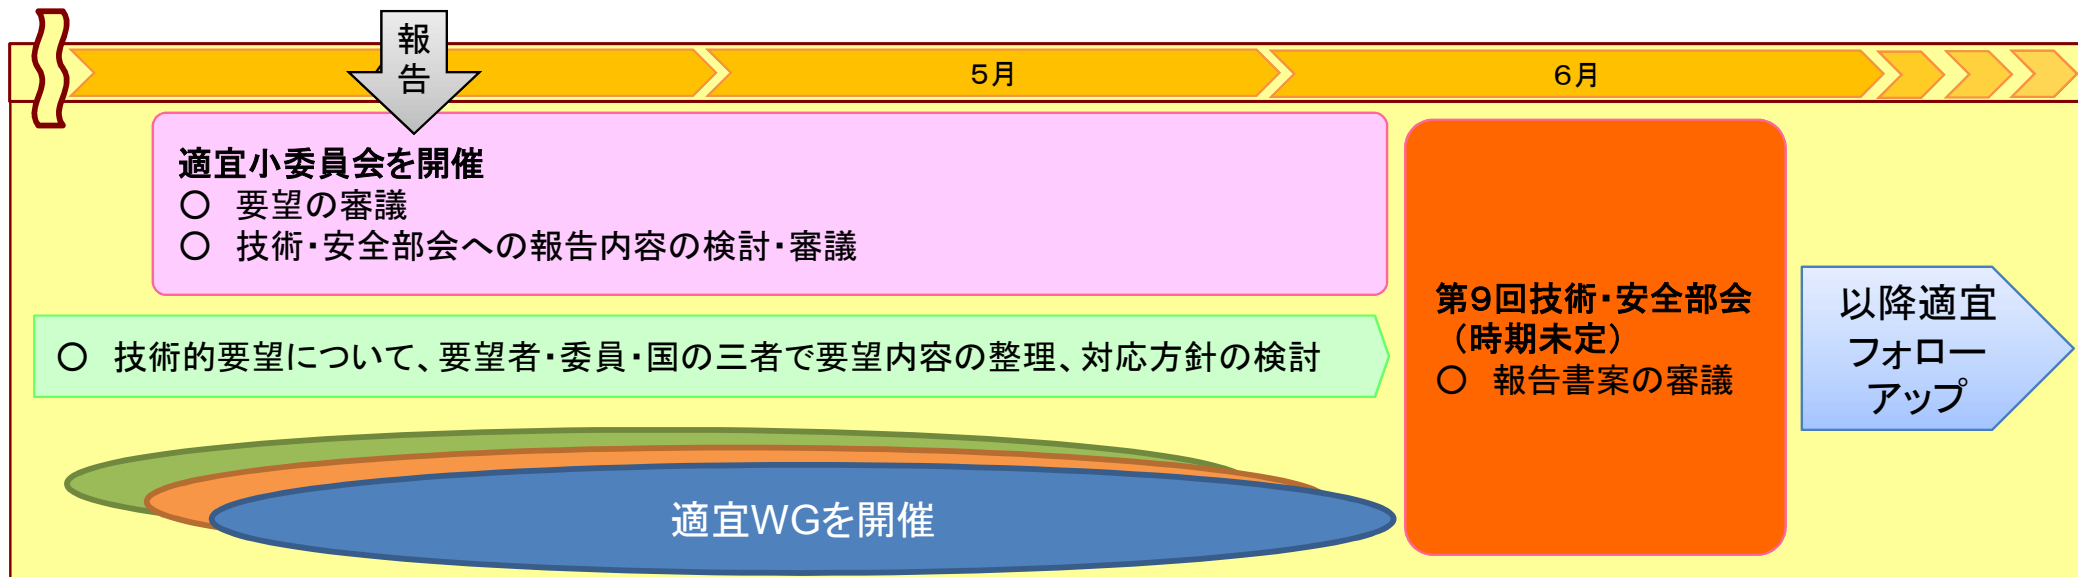 報
告
５月
６月
適宜小委員会を開催
○　要望の審議
○　技術・安全部会への報告内容の検討・審議
○　技術的要望について、要望者・委員・国の三者で要望内容の整理、対応方針の検討
適宜WGを開催
第９回技術・安全部会
（時期未定）
○　報告書案の審議
以降適宜
フォロー
アップ